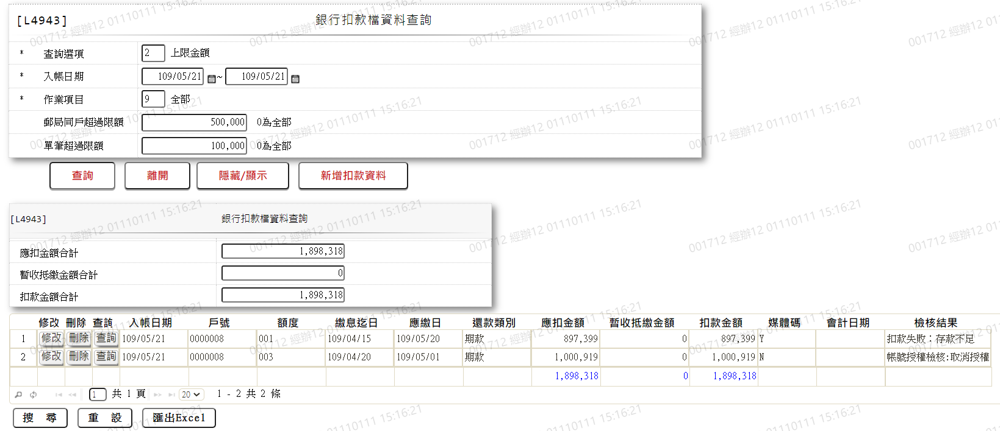 [L4943] 銀行扣款檔資料查詢
* 查詢選項 2 上限金額
* 入帳日期 109/05/21 ~ 109/05/21
* 作業項目 9 全部
郵局同戶超過限額 500,000 0為全部
單筆超過限額 100,000 0為全部
查詢 離開 隱藏/顯示 新增扣款資料
[L4943] 銀行扣款檔資料查詢
應扣金額合計 1,898,318
暫收抵繳金額合計 0
扣款金額合計 1,898,318
修改 刪除 查詢 入帳日期 戶號 額度 繳息迄日 應繳日 還款類別 應扣金額 暫收抵繳金額 扣款金額 媒體碼 會計日期 檢核結果
1 修改 刪除 查詢 109/05/21 0000008 001 109/04/15 109/05/20 期款 897,399 0 897,399 Y 扣款失敗：存款不足
2 修改 刪除 查詢 109/05/21 0000008 003 109/04/20 109/05/01 期款 1,000,919 0 1,000,919 N 帳號授權檢核:取消授權
1,898,318 0 1,898,318
1 共 1 頁 20 1 - 2 共 2 條
搜 尋 重 設 匯出Excel
001712 經辦12 01110111 15:16:21